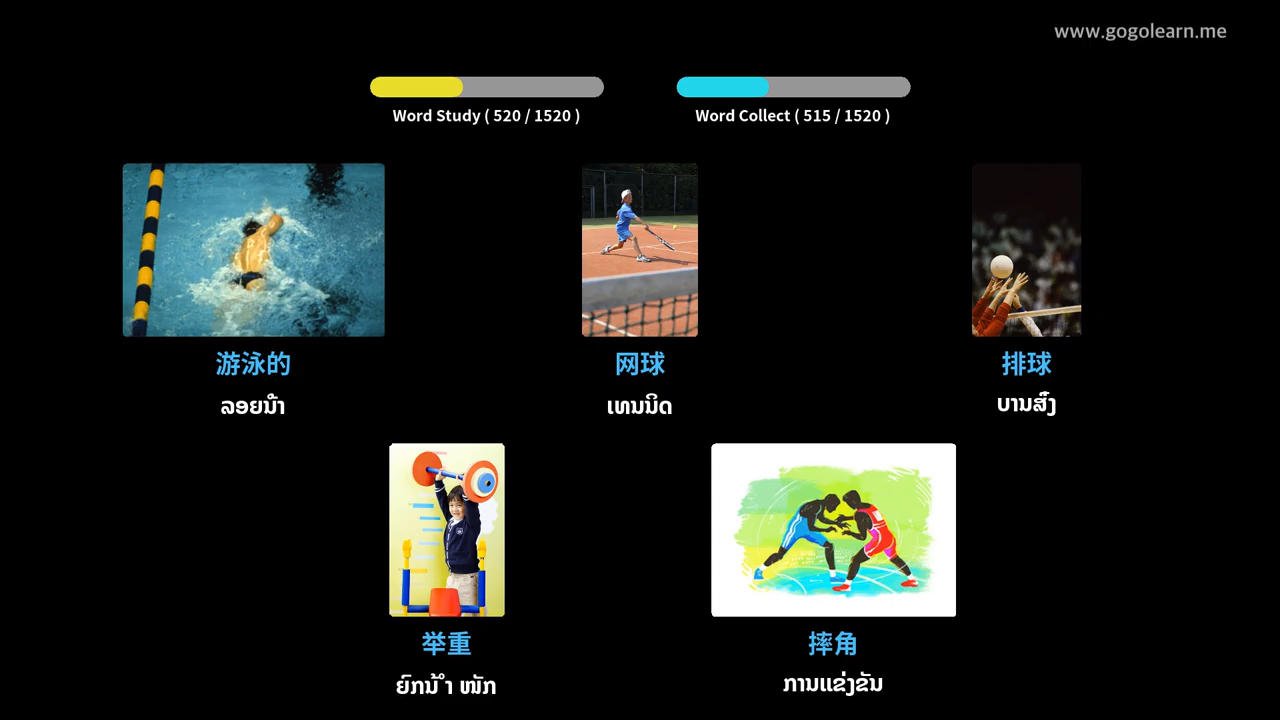 www.gogolearn.me
Word Study ( 520 / 1520 )
Word Collect ( 515 / 1520 )
游泳的
网球
排球
ລອຍນ້ຳ
ເທນນິດ
ບານສົ່ງ
举重
摔角
ຍົກນ້ ຳ ໜັກ
ການແຂ່ງຂັນ